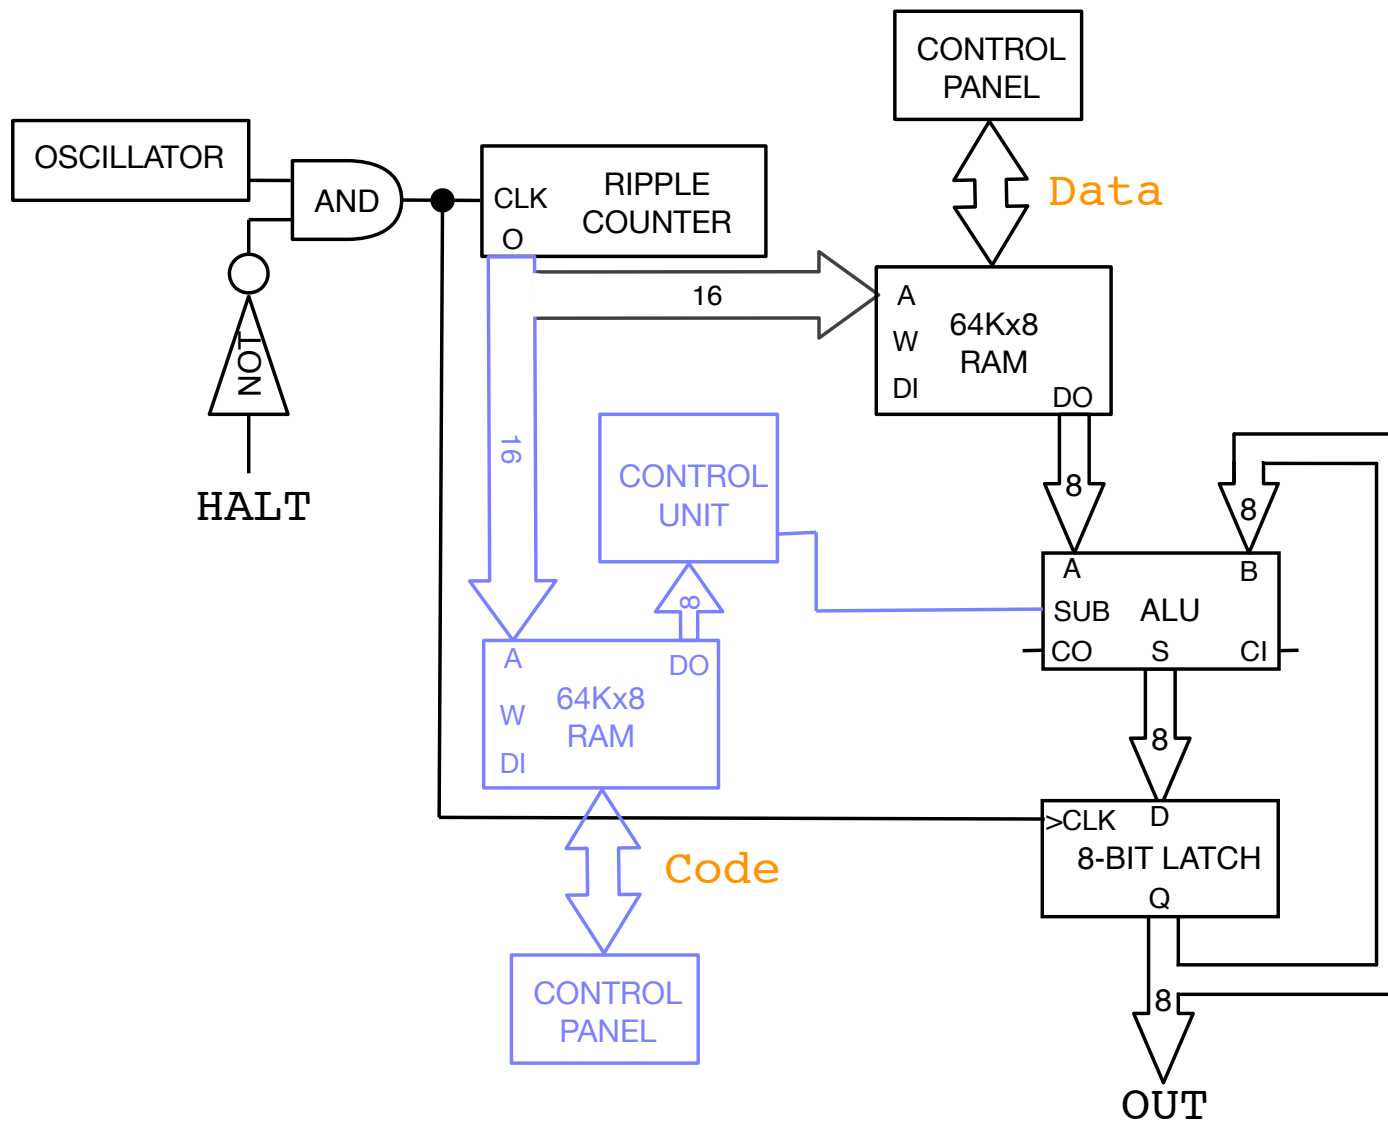 CONTROL
PANEL
OSCILLATOR
AND
CLK
RIPPLE
COUNTER
O
NOT
HALT
Data
16
A
W
DI
64Kx8
RAM
DO
16
CONTROL
UNIT
8
8
8
A
B
SUB
ALU
CO
S
CI
A
DO
W
DI
64Kx8
RAM
8
>CLK
D
8-BIT LATCH
Q
Code
CONTROL
PANEL
8
OUT